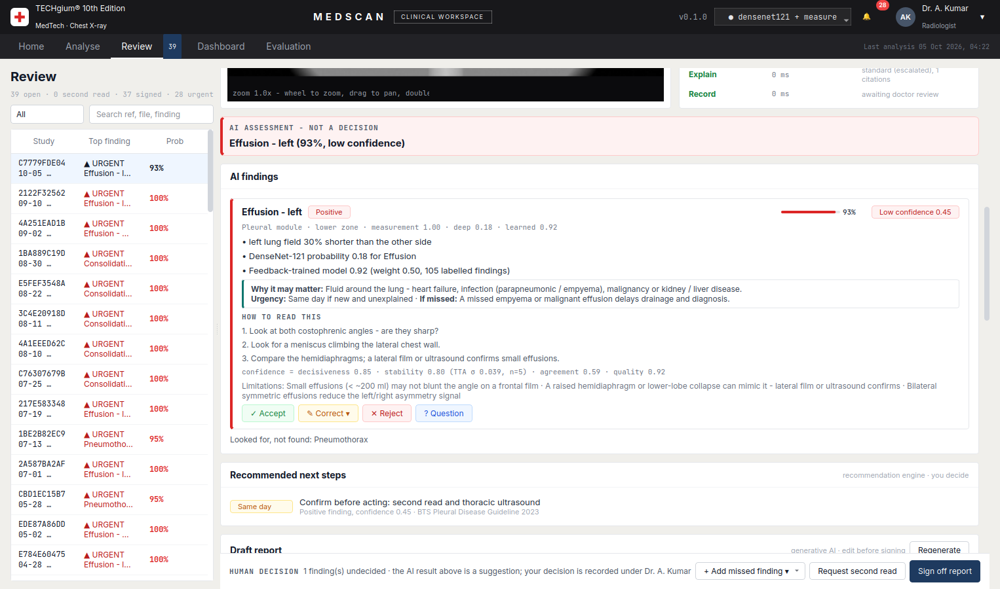 TECHgium® 10th Edition
MedTech · Chest X-ray
MEDSCAN
CLINICAL WORKSPACE
v0.1.0
● densenet121 + measure
28
AK
Dr. A. Kumar
Radiologist
Home
Analyse
Review
39
Dashboard
Evaluation
Last analysis 05 Oct 2026, 04:22
Review
39 open · 0 second read · 37 signed · 28 urgent
All
Search ref, file, finding
Study Top finding Prob
C7779FDE04 ▲ URGENT 93%
10-05 … Effusion - l...
2122F32562 ▲ URGENT 100%
09-10 … Effusion - l...
4A251EAD1B ▲ URGENT 100%
09-02 … Effusion - ...
1BA889C19D ▲ URGENT 100%
08-30 … Consolidati...
E5FEF3548A ▲ URGENT 100%
08-22 … Consolidati...
3C4E20918D ▲ URGENT 100%
08-11 … Consolidati...
4A1EEED62C ▲ URGENT 100%
08-10 … Consolidati...
C76307679B ▲ URGENT 100%
07-25 … Consolidati...
217E583348 ▲ URGENT 100%
07-19 … Effusion - l...
1BE2B82EC9 ▲ URGENT 95%
07-13 … Pneumotho...
2A587BA2AF ▲ URGENT 100%
07-01 … Effusion - l...
CBD1EC15B7 ▲ URGENT 95%
05-28 … Pneumotho...
EDE87A86DD ▲ URGENT 100%
05-02 … Effusion - ...
E784E60475 ▲ URGENT 100%
04-28 … Effusion - l...
zoom 1.0x - wheel to zoom, drag to pan, double
Explain 0 ms standard (escalated), 1
citations
Record 0 ms awaiting doctor review
AI ASSESSMENT - NOT A DECISION
Effusion - left (93%, low confidence)
AI findings
Effusion - left Positive 93% Low confidence 0.45
Pleural module · lower zone · measurement 1.00 · deep 0.18 · learned 0.92
• left lung field 30% shorter than the other side
• DenseNet-121 probability 0.18 for Effusion
• Feedback-trained model 0.92 (weight 0.50, 105 labelled findings)
Why it may matter: Fluid around the lung - heart failure, infection (parapneumonic / empyema), malignancy or kidney / liver disease.
Urgency: Same day if new and unexplained · If missed: A missed empyema or malignant effusion delays drainage and diagnosis.
HOW TO READ THIS
1. Look at both costophrenic angles - are they sharp?
2. Look for a meniscus climbing the lateral chest wall.
3. Compare the hemidiaphragms; a lateral film or ultrasound confirms small effusions.
confidence = decisiveness 0.85 · stability 0.80 (TTA σ 0.039, n=5) · agreement 0.59 · quality 0.92
Limitations: Small effusions (< ~200 ml) may not blunt the angle on a frontal film · A raised hemidiaphragm or lower-lobe collapse can mimic it - lateral film or ultrasound confirms · Bilateral
symmetric effusions reduce the left/right asymmetry signal
✓ Accept
✎ Correct ▾
✕ Reject
? Question
Looked for, not found: Pneumothorax
Recommended next steps
recommendation engine · you decide
Same day
Confirm before acting: second read and thoracic ultrasound
Positive finding, confidence 0.45 · BTS Pleural Disease Guideline 2023
Draft report
generative AI · edit before signing
Regenerate
HUMAN DECISION 1 finding(s) undecided · the AI result above is a suggestion; your decision is recorded under Dr. A. Kumar
+ Add missed finding ▾
Request second read
Sign off report